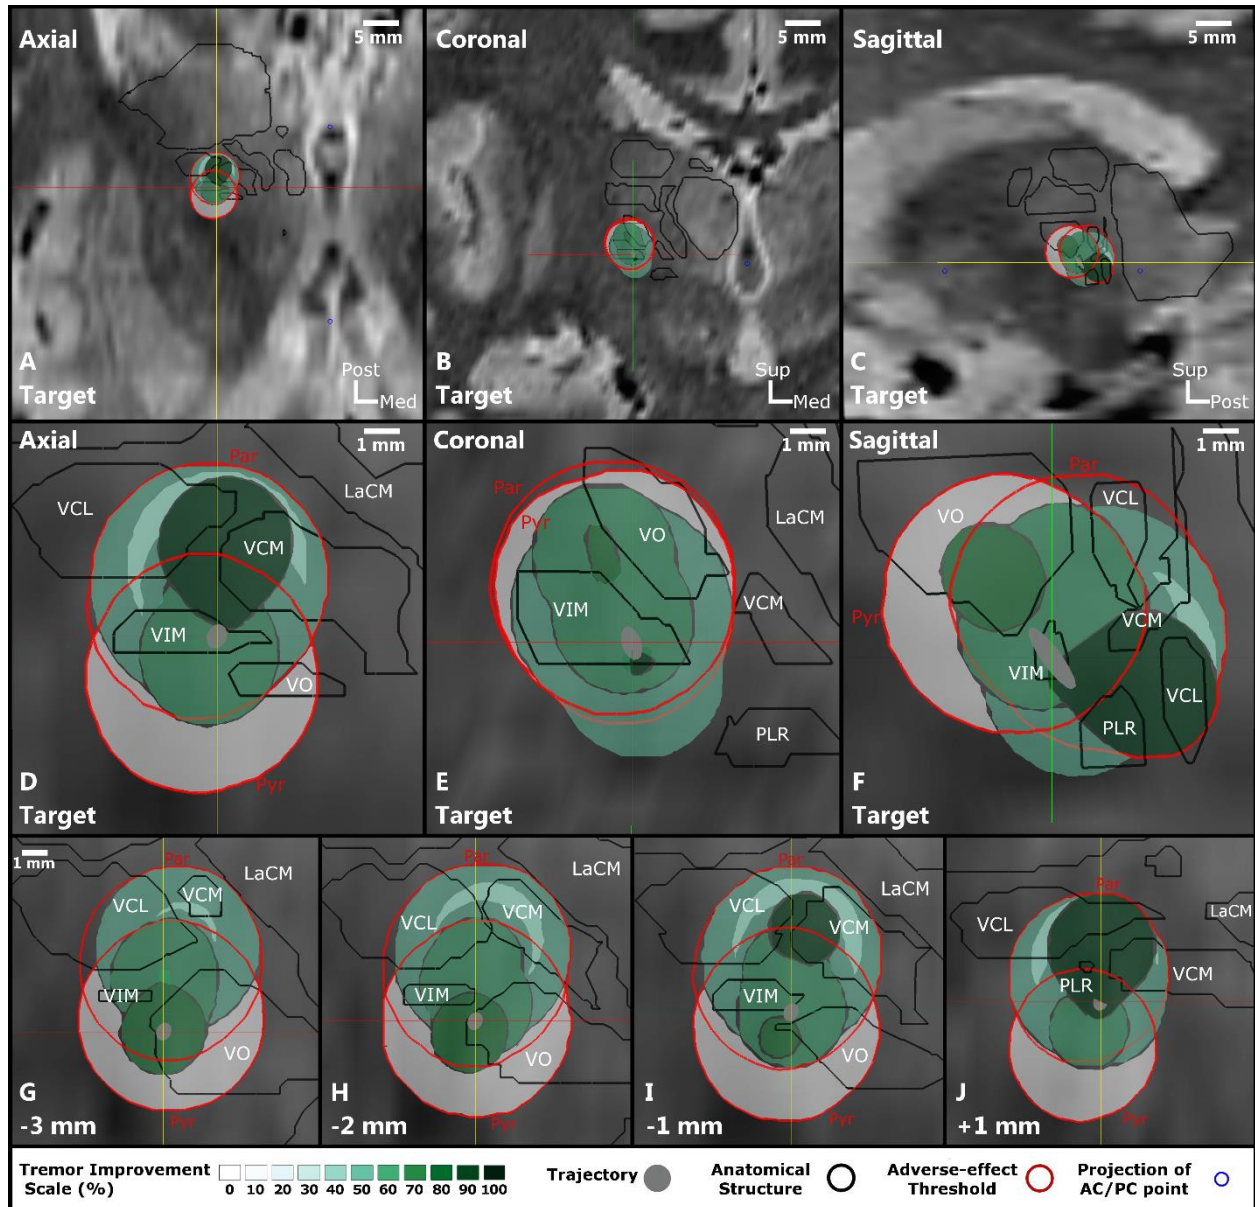 Axial
5 mm
A
Target
Post
Med
Coronal
5 mm
B
Target
Sup
Med
Sagittal
5 mm
C
Target
Sup
Post
Axial
1 mm
Par
VCL
LaCM
VCM
VIM
VO
Pyr
D
Target
Coronal
1 mm
Par
Pyr
VO
LaCM
VIM
VCM
PLR
E
Target
Sagittal
1 mm
Par
VO
VCL
Pyr
VCM
VIM
VCL
PLR
F
Target
1 mm
Par
LaCM
VCL
VCM
VIM
VO
Pyr
G
-3 mm
Par
LaCM
VCL
VCM
VIM
VO
Pyr
H
-2 mm
Par
LaCM
VCL
VCM
VIM
VO
Pyr
I
-1 mm
Par
VCL
LaCM
VCM
PLR
Pyr
J
+1 mm
Tremor Improvement
Scale (%)
0 10 20 30 40 50 60 70 80 90 100
Trajectory
Anatomical
Structure
Adverse-effect
Threshold
Projection of
AC/PC point